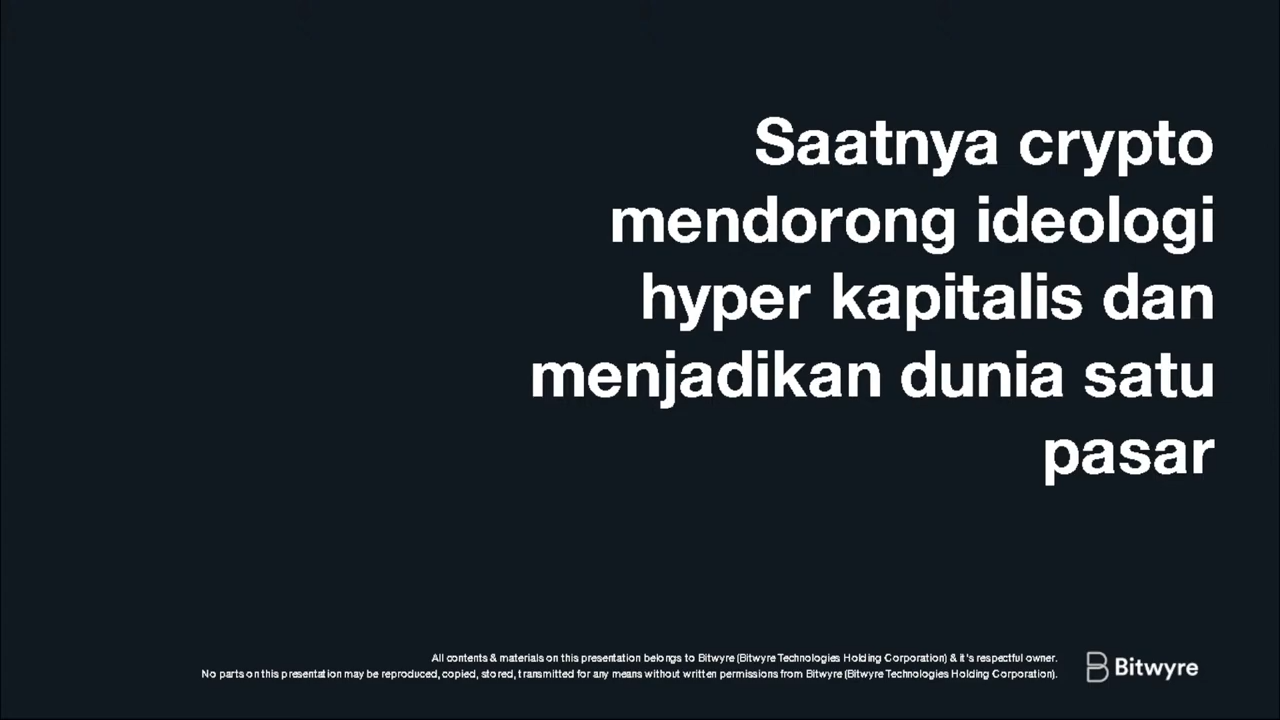 Saatnya crypto
mendorong ideologi
hyper kapitalis dan
menjadikan dunia satu
pasar
All contents & materials on this presentation belongs to Bitwyre (Bitwyre Technologies Holding Corporation) & it's respectful owner.
No parts on this presentation may be reproduced, copied, stored, transmitted for any means without written permissions from Bitwyre (Bitwyre Technologies Holding Corporation).
Bitwyre